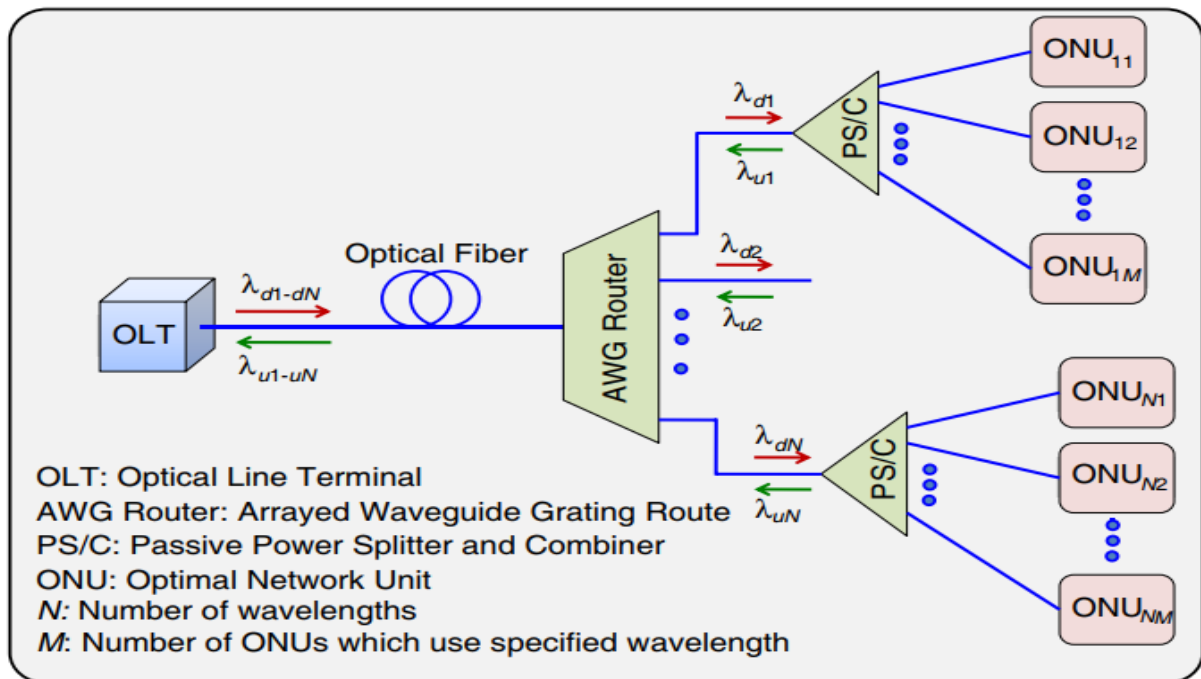 ONU11
λd1
PS/C
ONU12
λu1
ONU1M
Optical Fiber
λd2
λd1-dN
λu2
OLT
AWG Router
λu1-uN
ONUN1
λdN
PS/C
ONUN2
λuN
ONUNM
OLT: Optical Line Terminal
AWG Router: Arrayed Waveguide Grating Route
PS/C: Passive Power Splitter and Combiner
ONU: Optimal Network Unit
N: Number of wavelengths
M: Number of ONUs which use specified wavelength